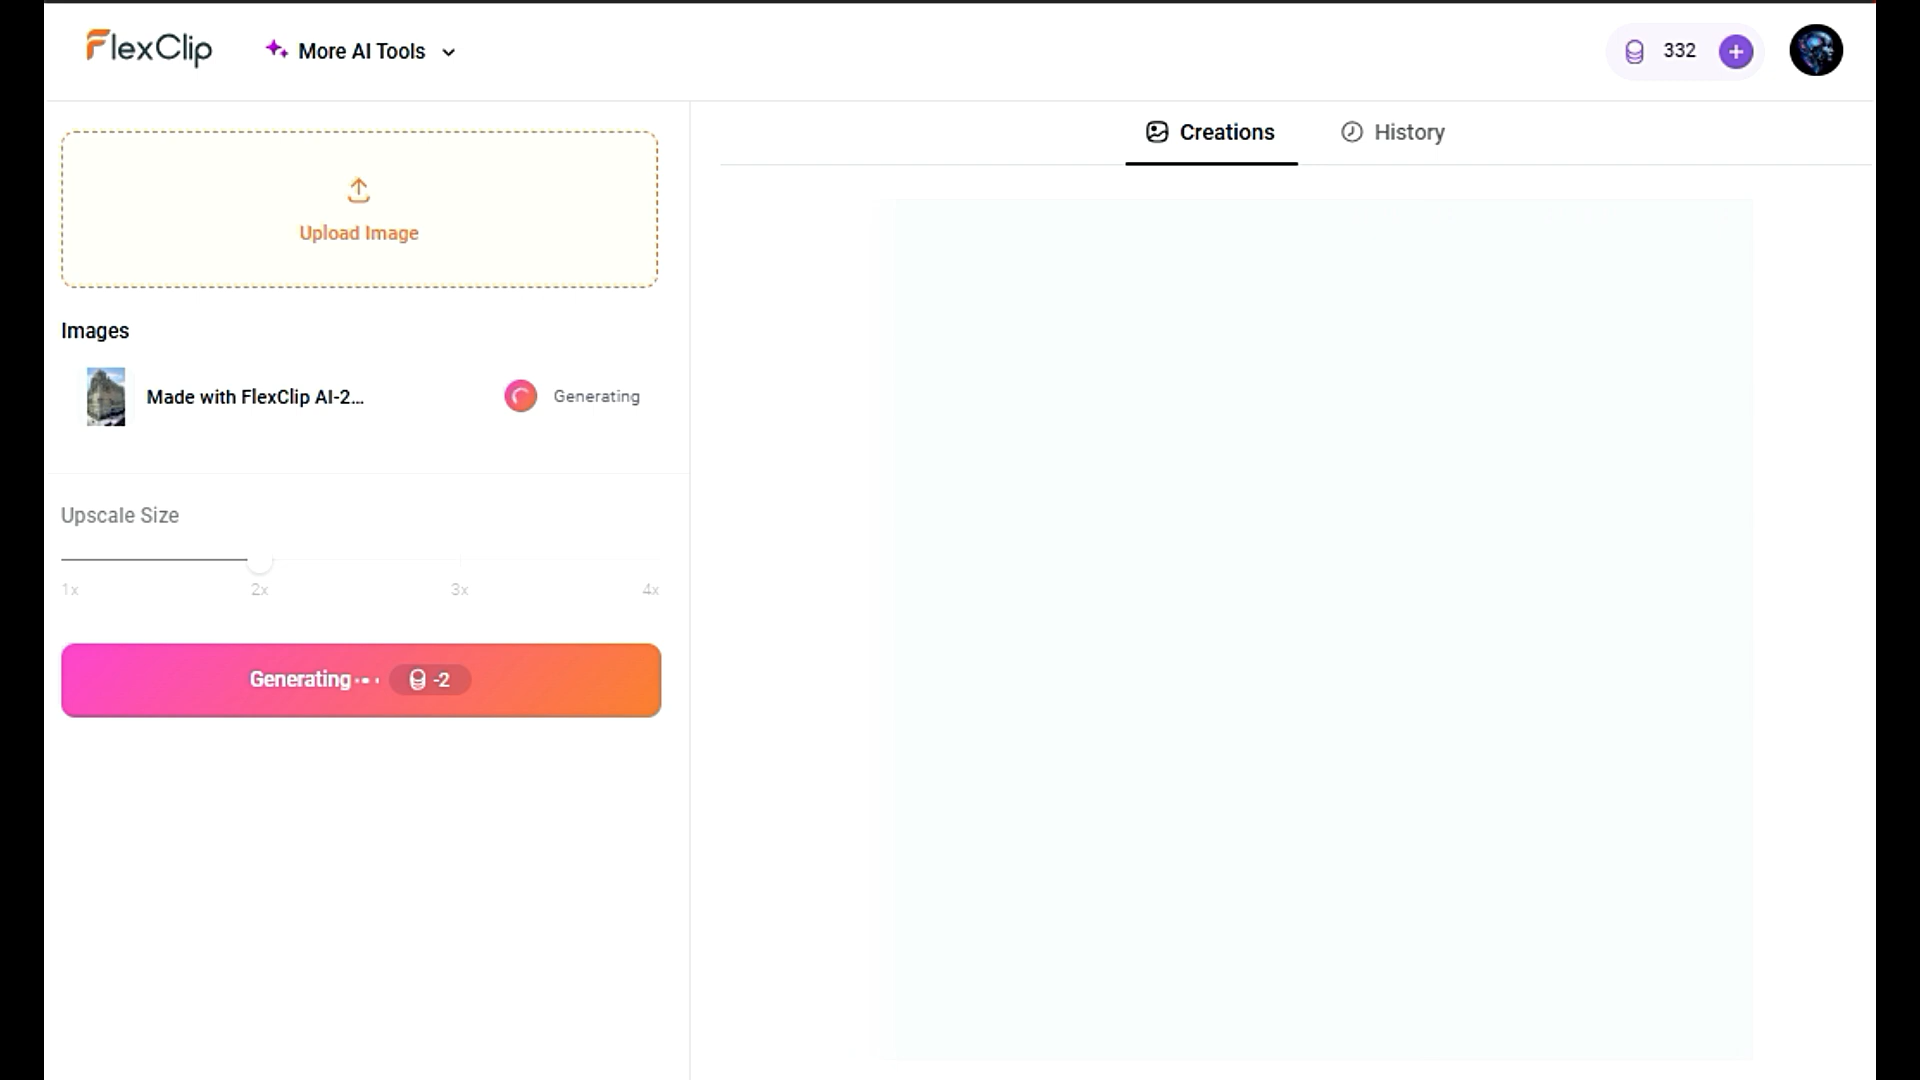 FlexClip
More AI Tools
332
Creations
History
Upload Image
Images
Made with FlexClip AI-2...
Generating
Upscale Size
1x
2x
3x
4x
Generating
-2